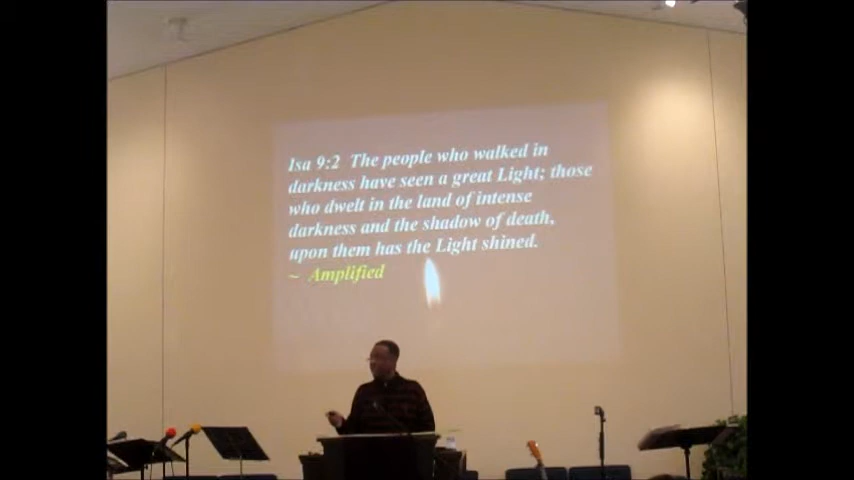 Isa 9:2 The people who walked in
darkness have seen a great Light; those
who dwelt in the land of intense
darkness and the shadow of death,
upon them has the Light shined.
~ Amplified